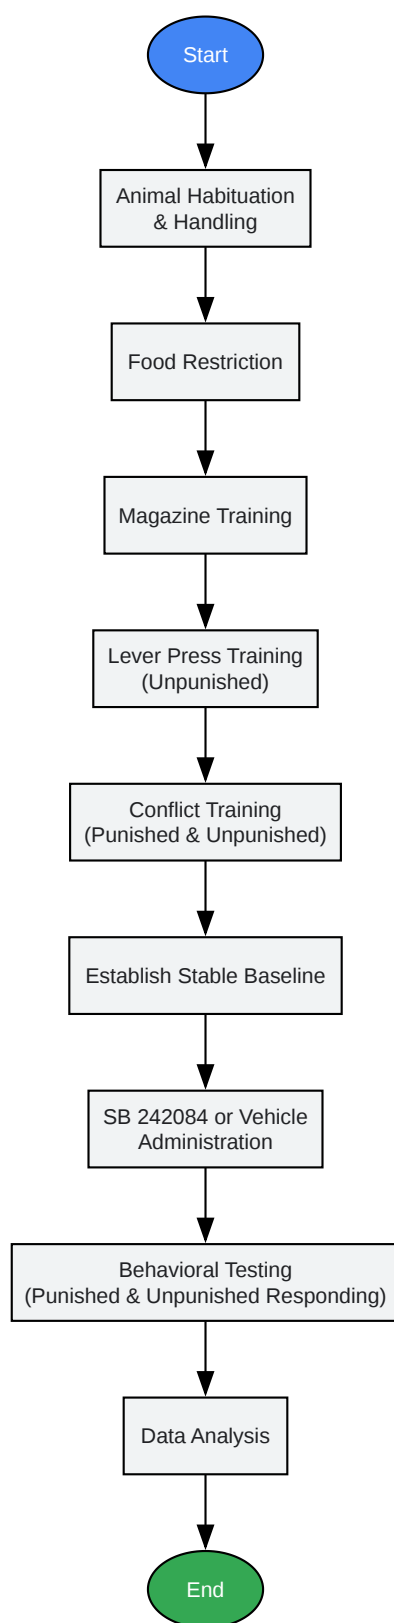 Start
Animal Habituation
& Handling
Food Restriction
Magazine Training
Lever Press Training
(Unpunished)
Conflict Training
(Punished & Unpunished)
Establish Stable Baseline
SB 242084 or Vehicle
Administration
Behavioral Testing
(Punished & Unpunished Responding)
Data Analysis
End